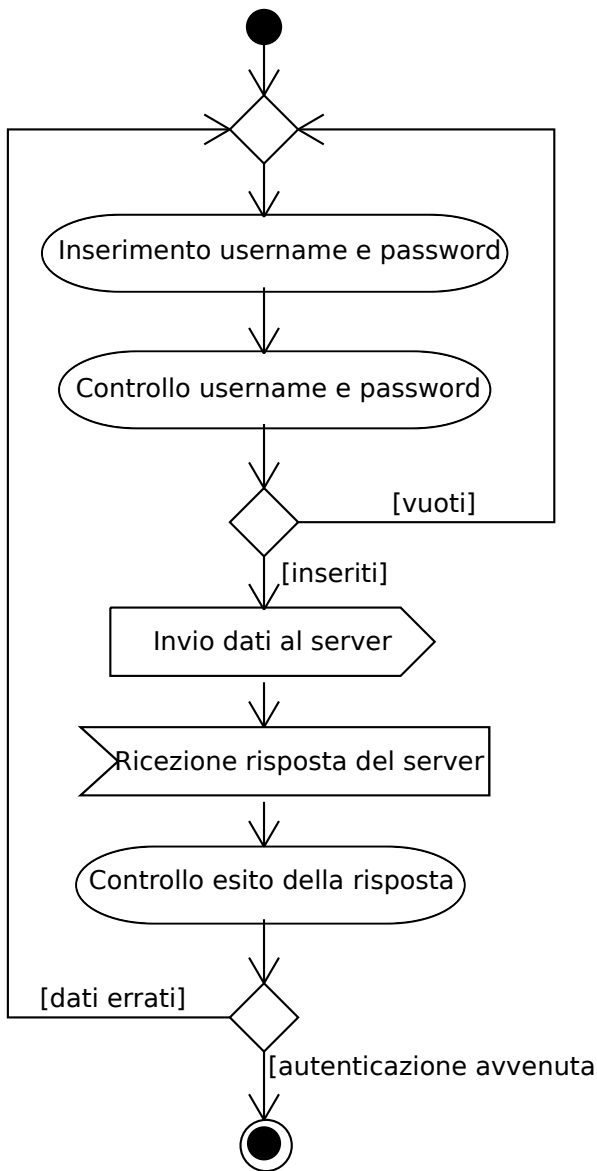 Inserimento username e password
Controllo username e password
[vuoti]
[inseriti]
Invio dati al server
Ricezione risposta del server
Controllo esito della risposta
[dati errati]
[autenticazione avvenuta